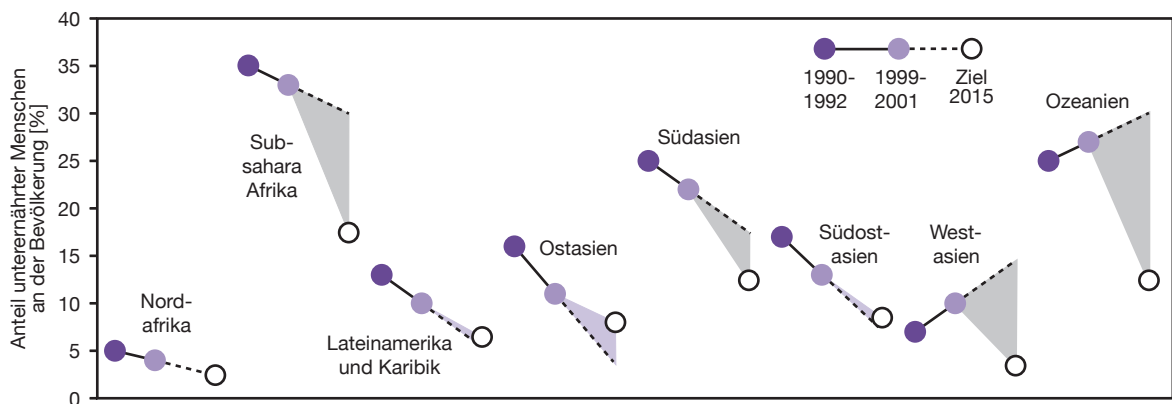 Anteil unterernährter Menschen
an der Bevölkerung [%]
40
35
30
25
20
15
10
5
0
Nord-
afrika
Sub-
sahara
Afrika
Lateinamerika
und Karibik
Ostasien
Südasien
Südost-
asien
West-
asien
Ozeanien
1990-
1992
1999-
2001
Ziel
2015